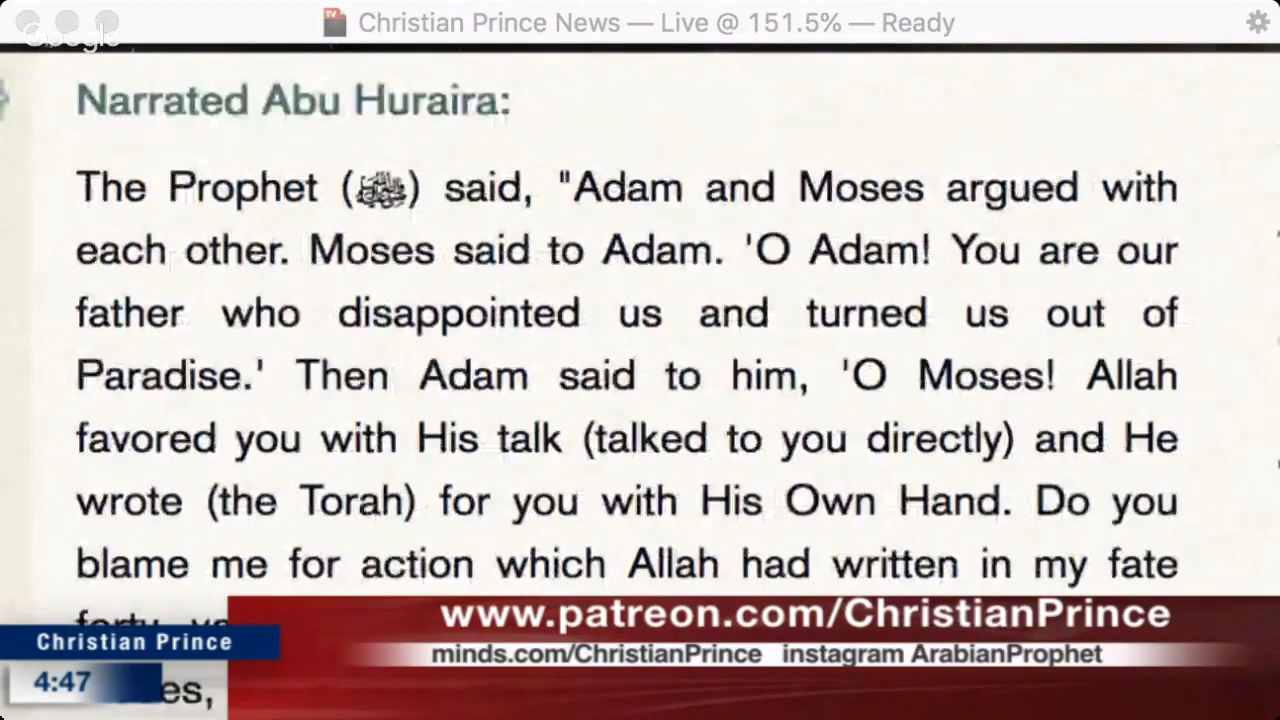 Christian Prince News — Live @ 151.5% — Ready
Google
Narrated Abu Huraira:
The Prophet (ﷺ) said, "Adam and Moses argued with
each other. Moses said to Adam. 'O Adam! You are our
father who disappointed us and turned us out of
Paradise.' Then Adam said to him, 'O Moses! Allah
favored you with His talk (talked to you directly) and He
wrote (the Torah) for you with His Own Hand. Do you
blame me for action which Allah had written in my fate
www.patreon.com/ChristianPrince
Christian Prince
minds.com/ChristianPrince instagram ArabianProphet
4:47
es,